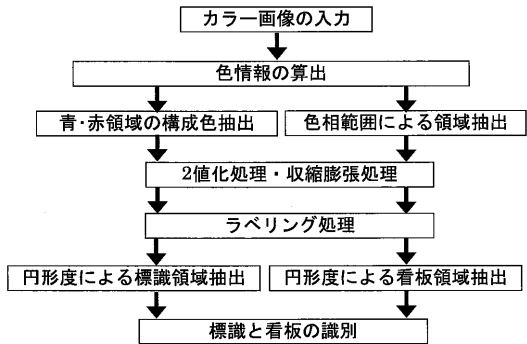 カラー画像の入力
色情報の算出
青･赤領域の構成色抽出
色相範囲による領域抽出
2値化処理・収縮膨張処理
ラベリング処理
円形度による標識領域抽出
円形度による看板領域抽出
標識と看板の識別